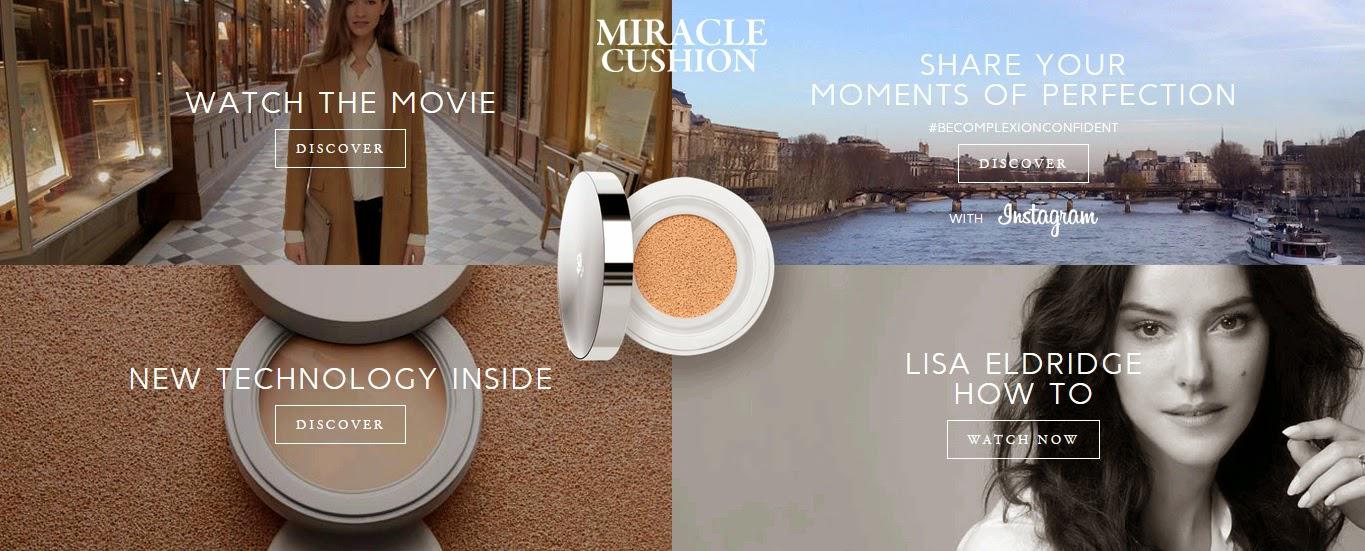 MIRACLE
CUSHION
WATCH THE MOVIE
DISCOVER
SHARE YOUR
MOMENTS OF PERFECTION
#BECOMPLEXIONCONFIDENT
DISCOVER
WITH Instagram
NEW TECHNOLOGY INSIDE
DISCOVER
LISA ELDRIDGE
HOW TO
WATCH NOW